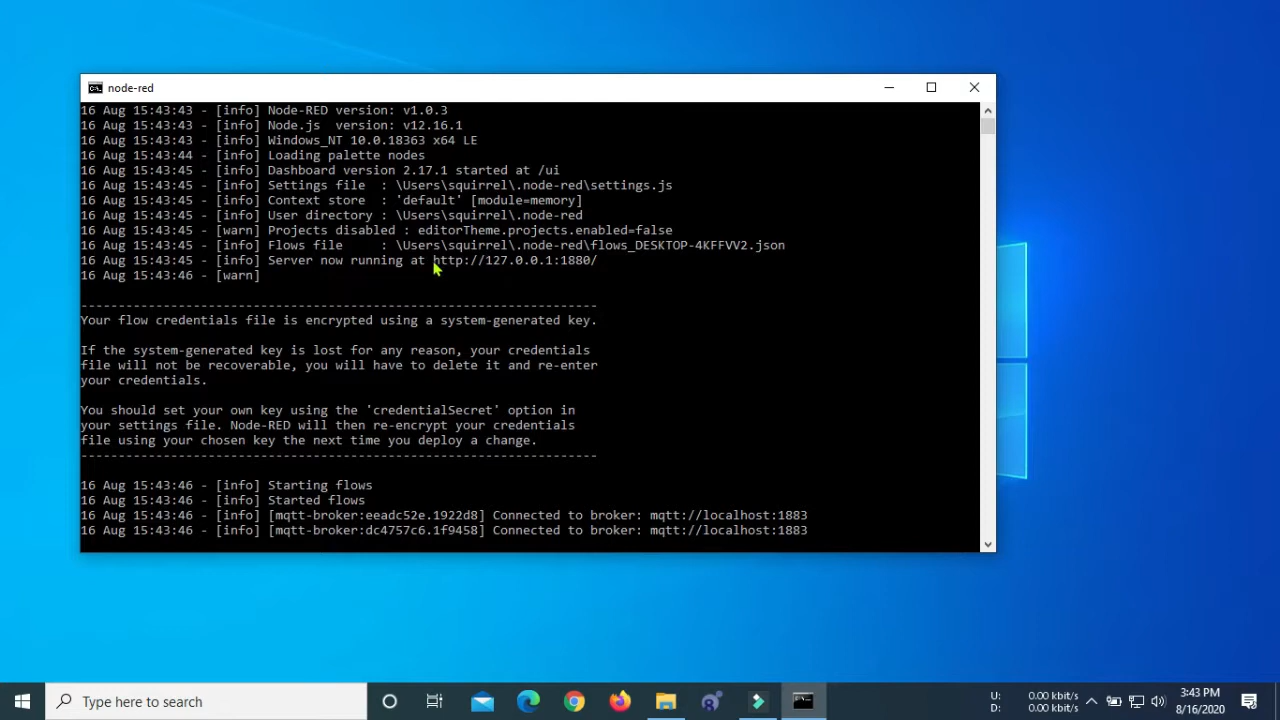 node-red
16 Aug 15:43:43 - [info] Node-RED version: v1.0.3
16 Aug 15:43:43 - [info] Node.js  version: v12.16.1
16 Aug 15:43:43 - [info] Windows_NT 10.0.18363 x64 LE
16 Aug 15:43:44 - [info] Loading palette nodes
16 Aug 15:43:45 - [info] Dashboard version 2.17.1 started at /ui
16 Aug 15:43:45 - [info] Settings file  : \Users\squirrel\.node-red\settings.js
16 Aug 15:43:45 - [info] Context store  : 'default' [module=memory]
16 Aug 15:43:45 - [info] User directory : \Users\squirrel\.node-red
16 Aug 15:43:45 - [warn] Projects disabled : editorTheme.projects.enabled=false
16 Aug 15:43:45 - [info] Flows file     : \Users\squirrel\.node-red\flows_DESKTOP-4KFFVV2.json
16 Aug 15:43:45 - [info] Server now running at http://127.0.0.1:1880/
16 Aug 15:43:46 - [warn]
---------------------------------------------------------------------
Your flow credentials file is encrypted using a system-generated key.
If the system-generated key is lost for any reason, your credentials
file will not be recoverable, you will have to delete it and re-enter
your credentials.
You should set your own key using the 'credentialSecret' option in
your settings file. Node-RED will then re-encrypt your credentials
file using your chosen key the next time you deploy a change.
---------------------------------------------------------------------
16 Aug 15:43:46 - [info] Starting flows
16 Aug 15:43:46 - [info] Started flows
16 Aug 15:43:46 - [info] [mqtt-broker:eeadc52e.1922d8] Connected to broker: mqtt://localhost:1883
16 Aug 15:43:46 - [info] [mqtt-broker:dc4757c6.1f9458] Connected to broker: mqtt://localhost:1883
Type here to search
U: 0.00 kbit/s
D: 0.00 kbit/s
3:43 PM
8/16/2020